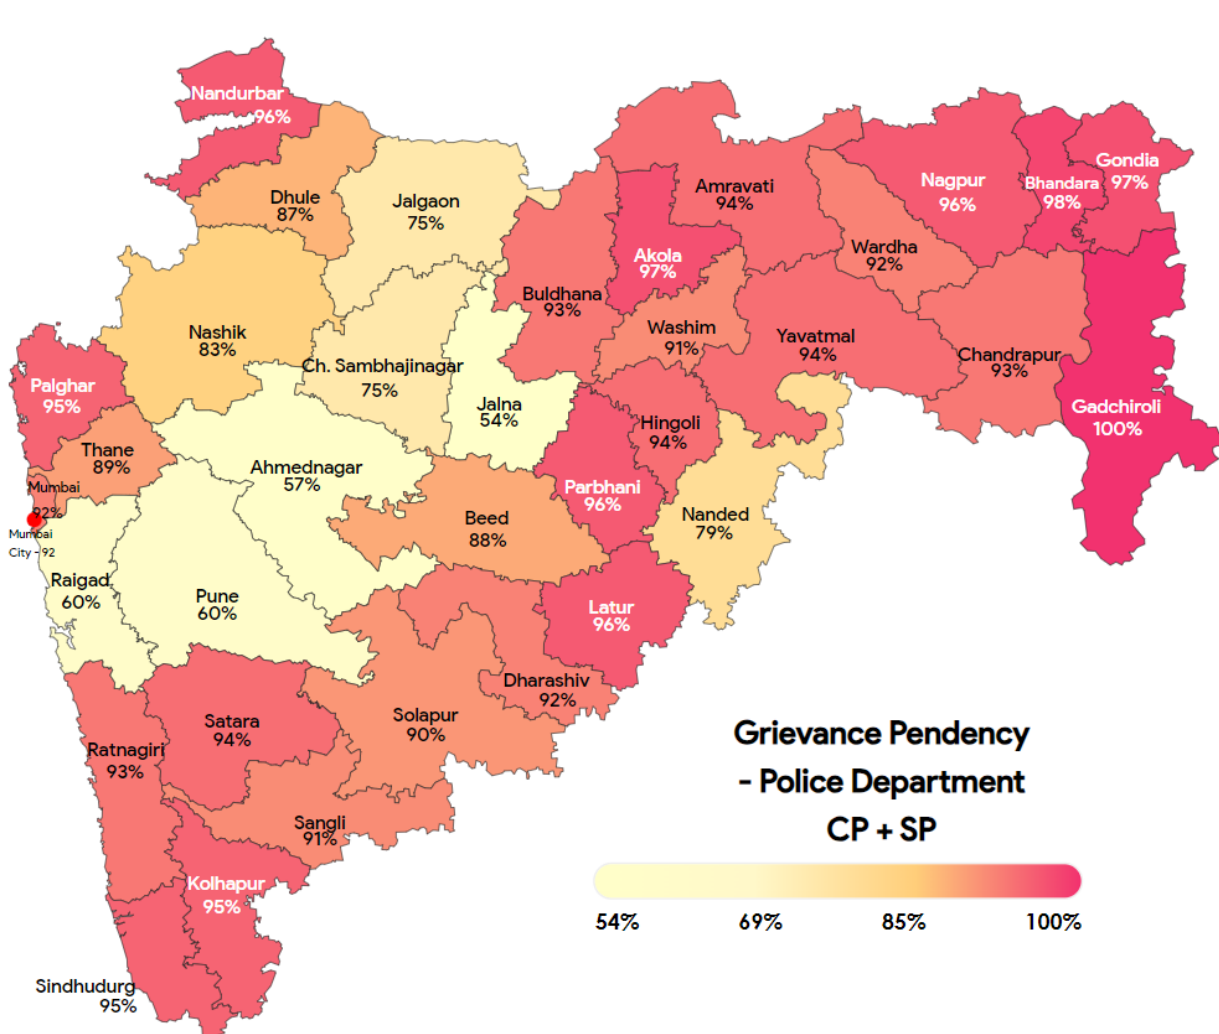 Nandurbar
96%
Dhule
87%
Jalgaon
75%
Amravati
94%
Nagpur
96%
Bhandara
98%
Gondia
97%
Wardha
92%
Akola
97%
Buldhana
93%
Nashik
83%
Washim
91%
Yavatmal
94%
Chandrapur
93%
Ch. Sambhajinagar
75%
Palghar
95%
Jalna
54%
Hingoli
94%
Gadchiroli
100%
Thane
89%
Ahmednagar
57%
Mumbai
92%
Parbhani
96%
Beed
88%
Nanded
79%
Mumbai
City - 92
Raigad
60%
Pune
60%
Latur
96%
Dharashiv
92%
Satara
94%
Solapur
90%
Ratnagiri
93%
Sangli
91%
Kolhapur
95%
Sindhudurg
95%
Grievance Pendency
- Police Department
CP + SP
54% 69% 85% 100%